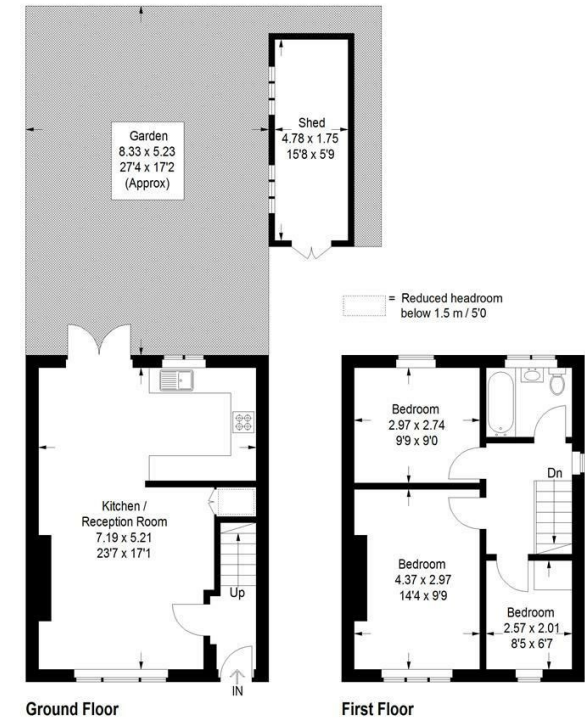 Garden
8.33 x 5.23
27'4 x 17'2
(Approx)
Shed
4.78 x 1.75
15'8 x 5'9
= Reduced headroom
below 1.5 m / 5'0
Kitchen /
Reception Room
7.19 x 5.21
23'7 x 17'1
Up
IN
Ground Floor
Bedroom
2.97 x 2.74
9'9 x 9'0
Dn
Bedroom
4.37 x 2.97
14'4 x 9'9
Bedroom
2.57 x 2.01
8'5 x 6'7
First Floor